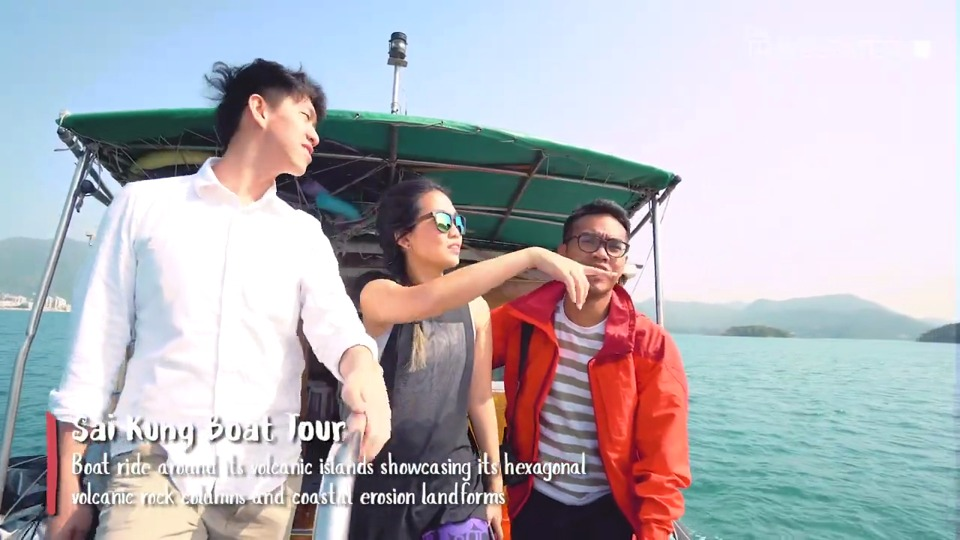 Sai Kung Boat Tour
Boat ride around its volcanic islands showcasing its hexagonal
volcanic rock columns and coastal erosion landforms